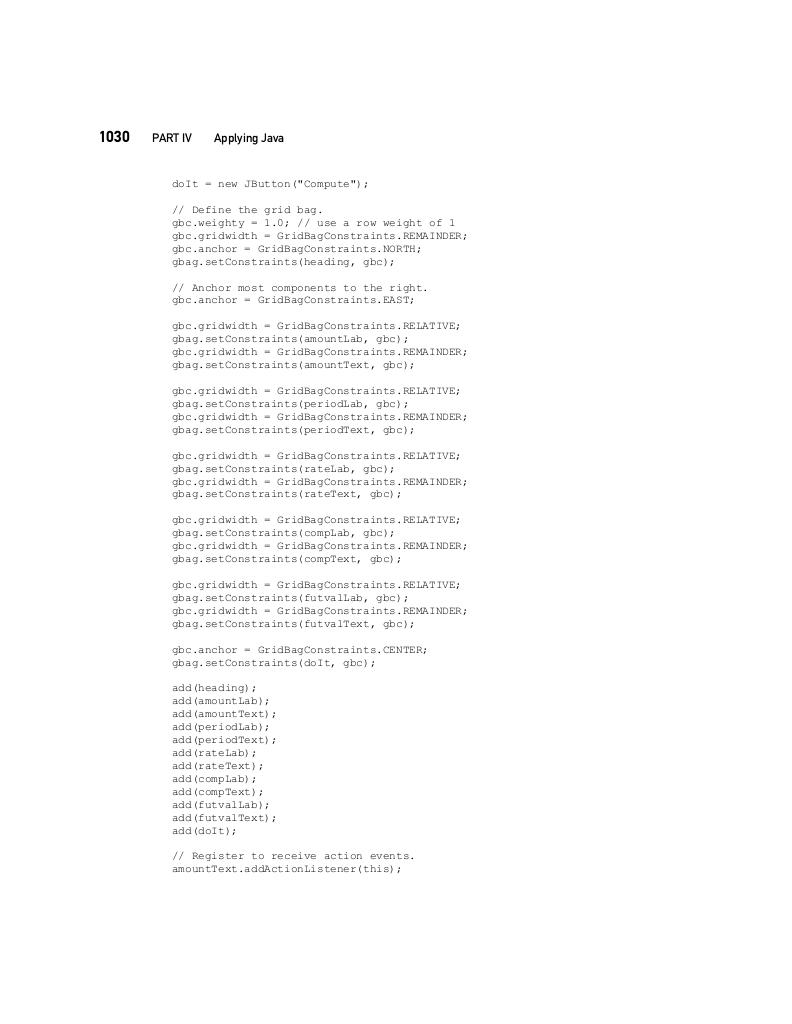 1030 PART IV Applying Java
doIt = new JButton("Compute");
// Define the grid bag.
gbc.weighty = 1.0; // use a row weight of 1
gbc.gridwidth = GridBagConstraints.REMAINDER;
gbc.anchor = GridBagConstraints.NORTH;
gbag.setConstraints(heading, gbc);
// Anchor most components to the right.
gbc.anchor = GridBagConstraints.EAST;
gbc.gridwidth = GridBagConstraints.RELATIVE;
gbag.setConstraints(amountLab, gbc);
gbc.gridwidth = GridBagConstraints.REMAINDER;
gbag.setConstraints(amountText, gbc);
gbc.gridwidth = GridBagConstraints.RELATIVE;
gbag.setConstraints(periodLab, gbc);
gbc.gridwidth = GridBagConstraints.REMAINDER;
gbag.setConstraints(periodText, gbc);
gbc.gridwidth = GridBagConstraints.RELATIVE;
gbag.setConstraints(rateLab, gbc);
gbc.gridwidth = GridBagConstraints.REMAINDER;
gbag.setConstraints(rateText, gbc);
gbc.gridwidth = GridBagConstraints.RELATIVE;
gbag.setConstraints(compLab, gbc);
gbc.gridwidth = GridBagConstraints.REMAINDER;
gbag.setConstraints(compText, gbc);
gbc.gridwidth = GridBagConstraints.RELATIVE;
gbag.setConstraints(futvalLab, gbc);
gbc.gridwidth = GridBagConstraints.REMAINDER;
gbag.setConstraints(futvalText, gbc);
gbc.anchor = GridBagConstraints.CENTER;
gbag.setConstraints(doIt, gbc);
add(heading);
add(amountLab);
add(amountText);
add(periodLab);
add(periodText);
add(rateLab);
add(rateText);
add(compLab);
add(compText);
add(futvalLab);
add(futvalText);
add(doIt);
// Register to receive action events.
amountText.addActionListener(this);